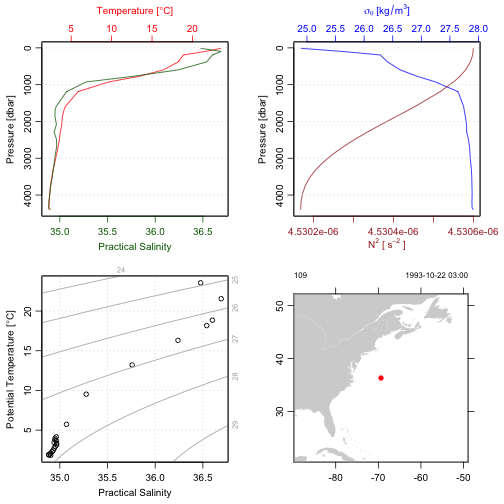 Temperature [°C]
5 10 15 20
0
1000
2000
3000
4000
Pressure [dbar]
35.0 35.5 36.0 36.5
Practical Salinity
σθ [kg/m³]
25.0 25.5 26.0 26.5 27.0 27.5 28.0
0
1000
2000
3000
4000
Pressure [dbar]
4.5302e-06 4.5304e-06 4.5306e-06
N² [ s⁻² ]
24
25
26
27
28
29
20
15
10
5
Potential Temperature [°C]
35.0 35.5 36.0 36.5
Practical Salinity
109 1993-10-22 03:00
50
40
30
-80 -70 -60 -50